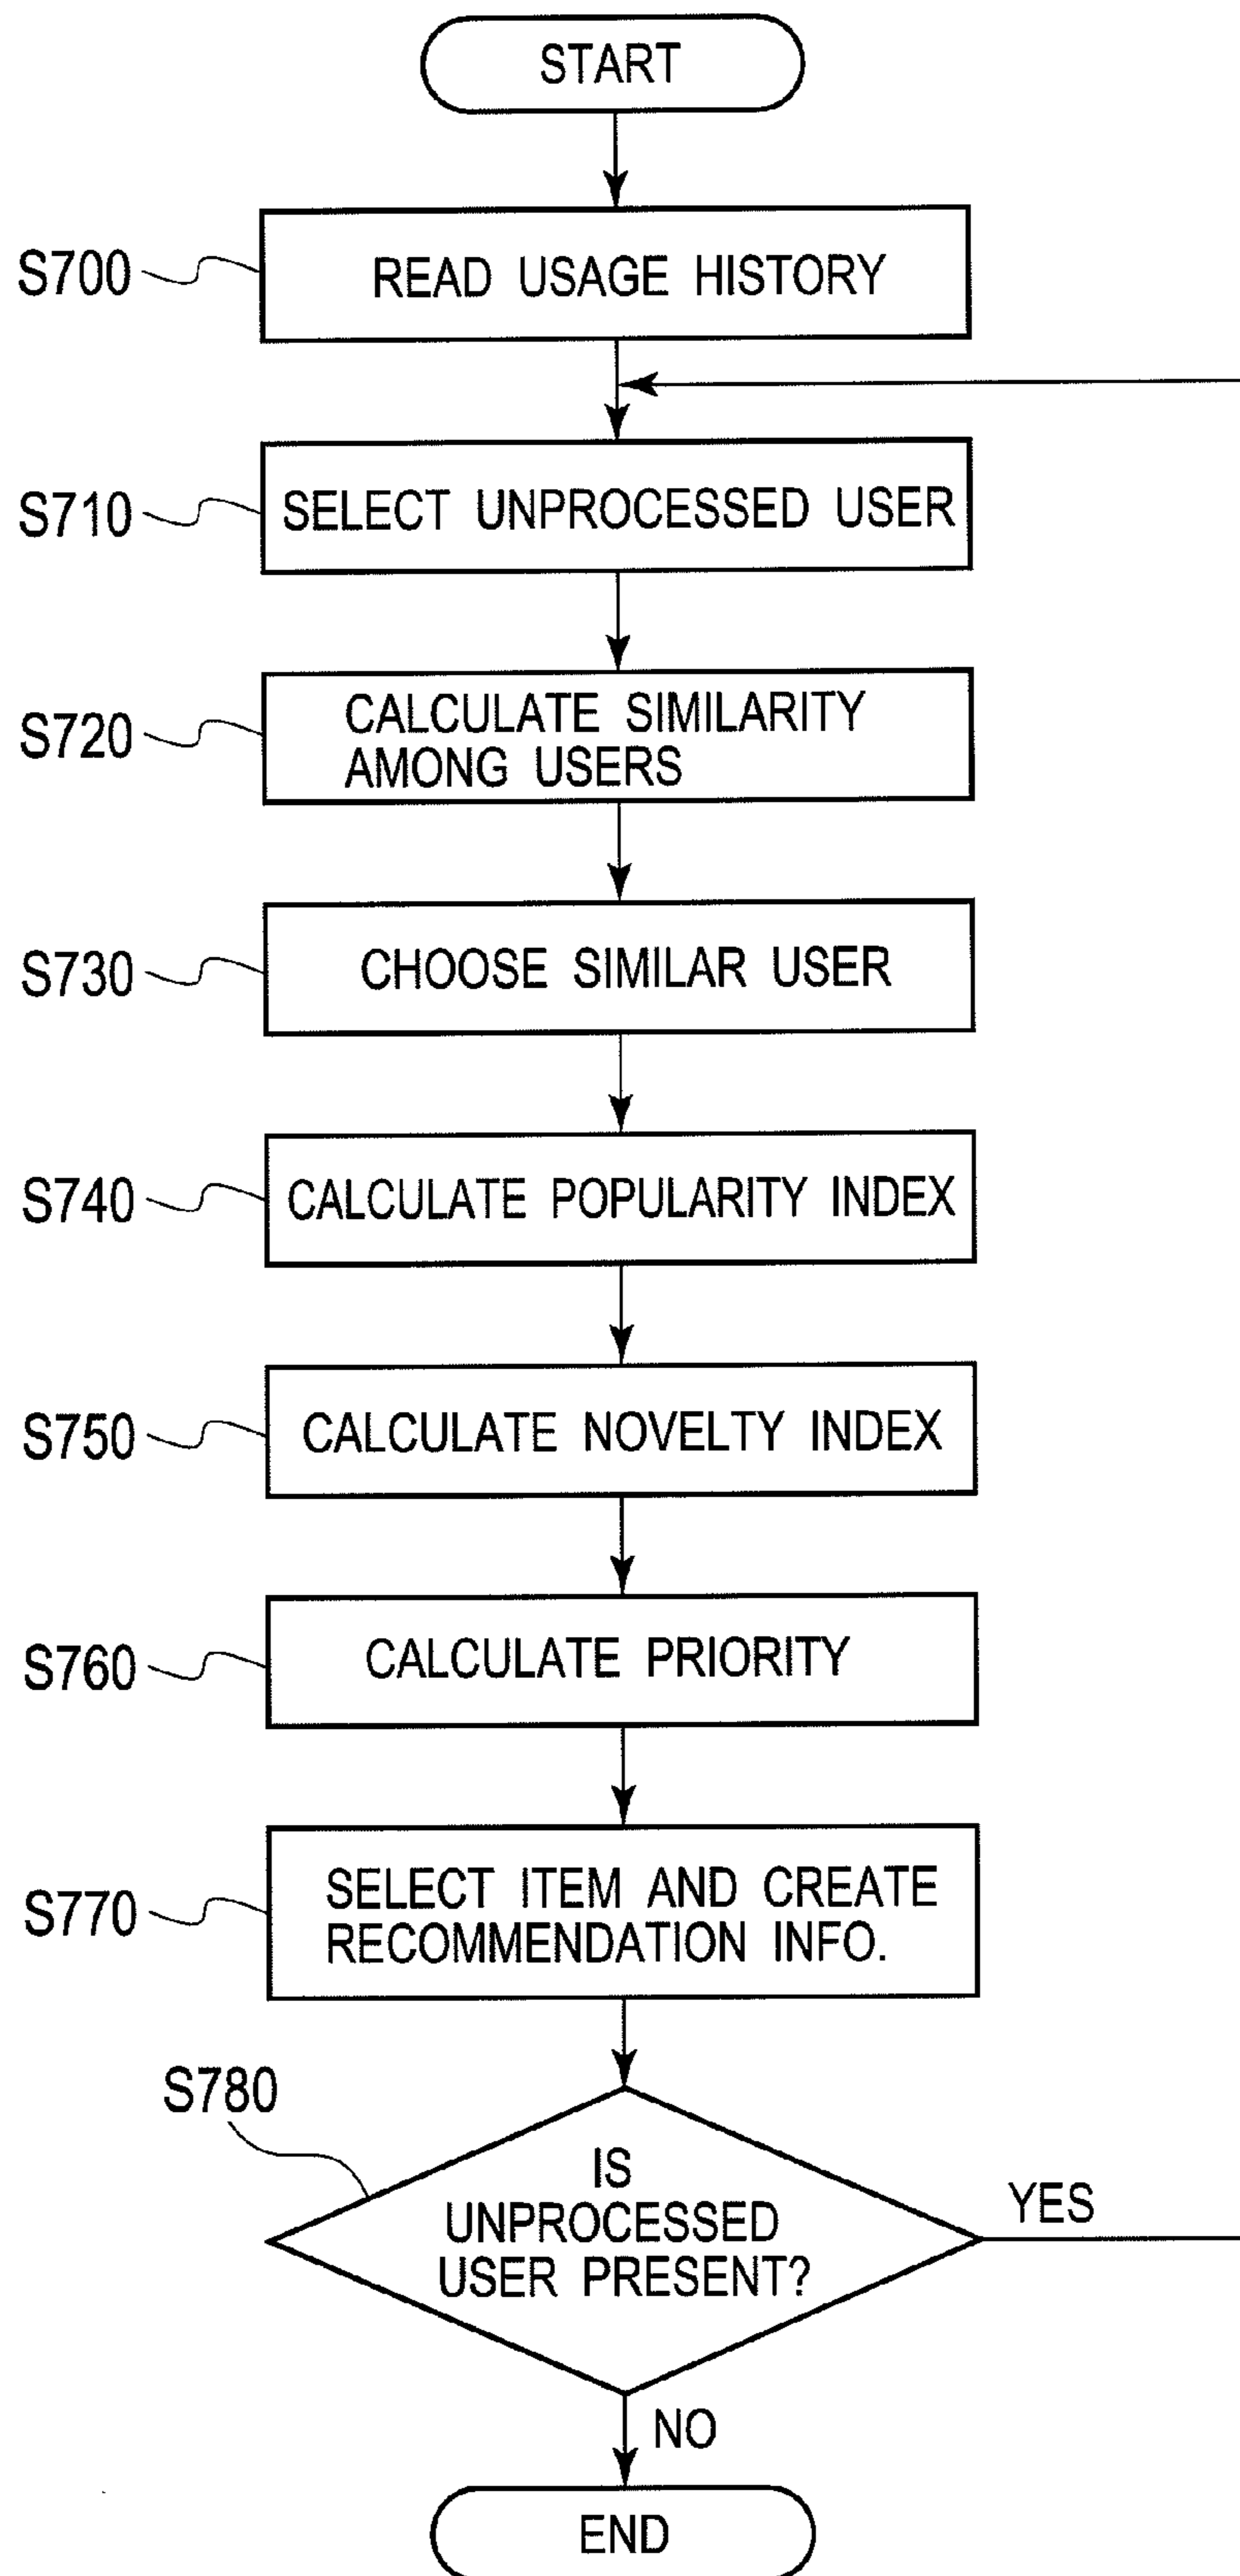 START
S700
READ USAGE HISTORY
S710
SELECT UNPROCESSED USER
S720
CALCULATE SIMILARITY
AMONG USERS
S730
CHOOSE SIMILAR USER
S740
CALCULATE POPULARITY INDEX
S750
CALCULATE NOVELTY INDEX
S760
CALCULATE PRIORITY
S770
SELECT ITEM AND CREATE
RECOMMENDATION INFO.
S780
IS
UNPROCESSED
USER PRESENT?
YES
NO
END